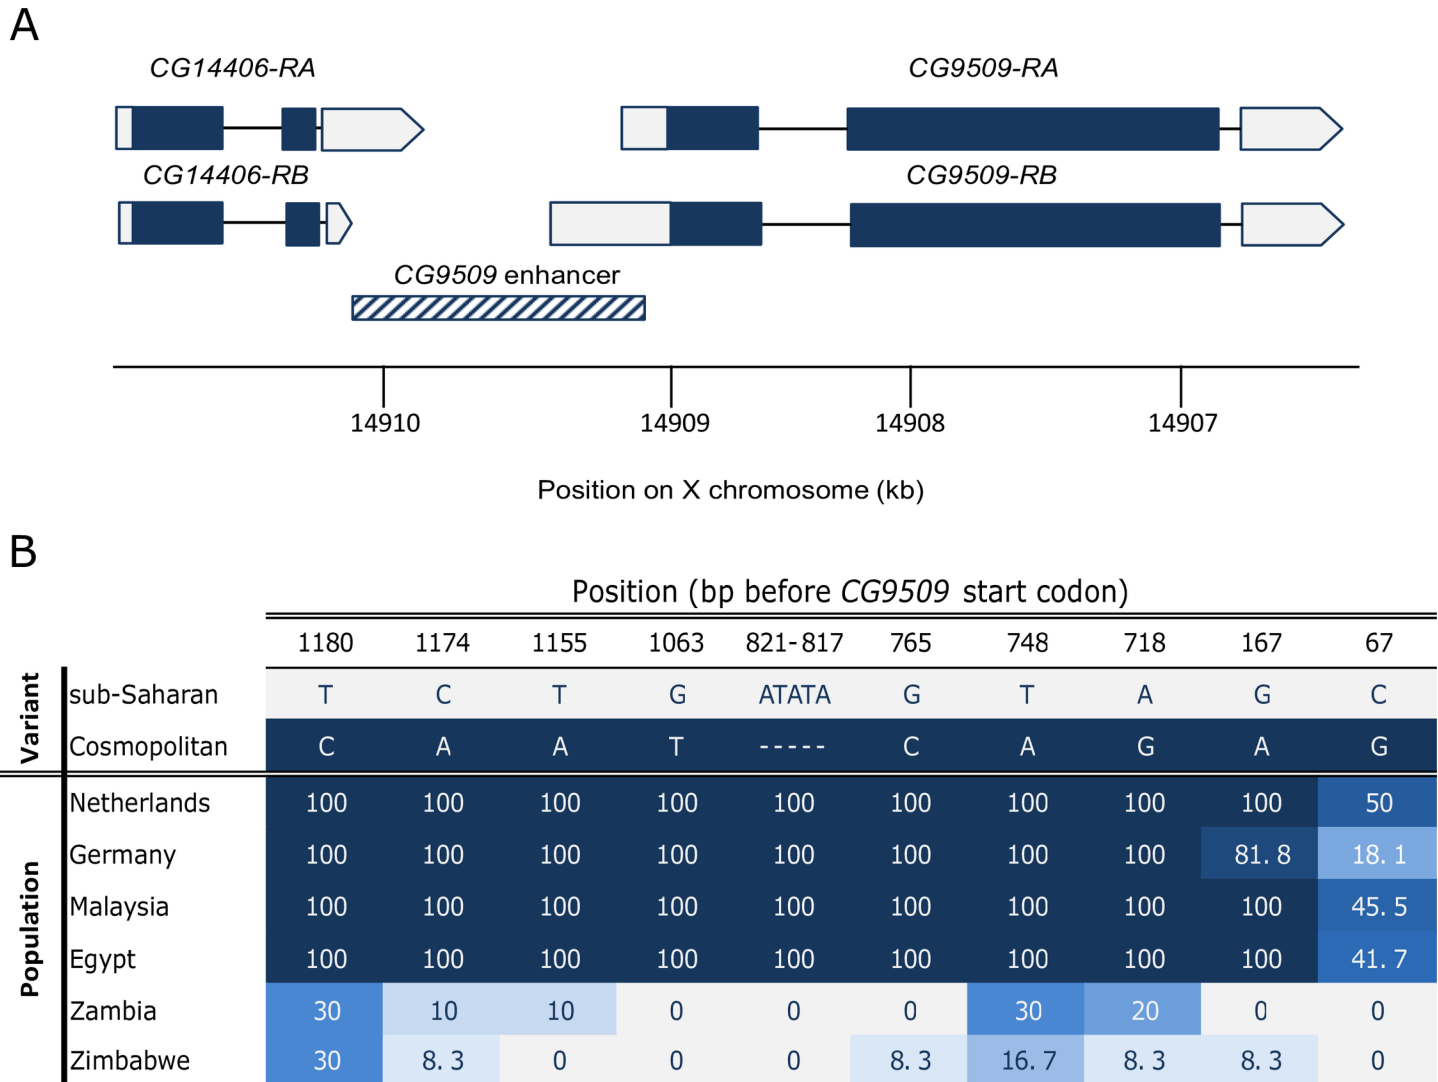 A
CG14406-RA CG9509-RA
CG14406-RB CG9509-RB
CG9509 enhancer
14910 14909 14908 14907
Position on X chromosome (kb)
B
Position (bp before CG9509 start codon)
1180 1174 1155 1063 821-817 765 748 718 167 67
Variant
sub-Saharan T C T G ATATA G T A G C
Cosmopolitan C A A T ----- C A G A G
Population
Netherlands 100 100 100 100 100 100 100 100 100 50
Germany 100 100 100 100 100 100 100 100 81.8 18.1
Malaysia 100 100 100 100 100 100 100 100 100 45.5
Egypt 100 100 100 100 100 100 100 100 100 41.7
Zambia 30 10 10 0 0 0 30 20 0 0
Zimbabwe 30 8.3 0 0 0 8.3 16.7 8.3 8.3 0